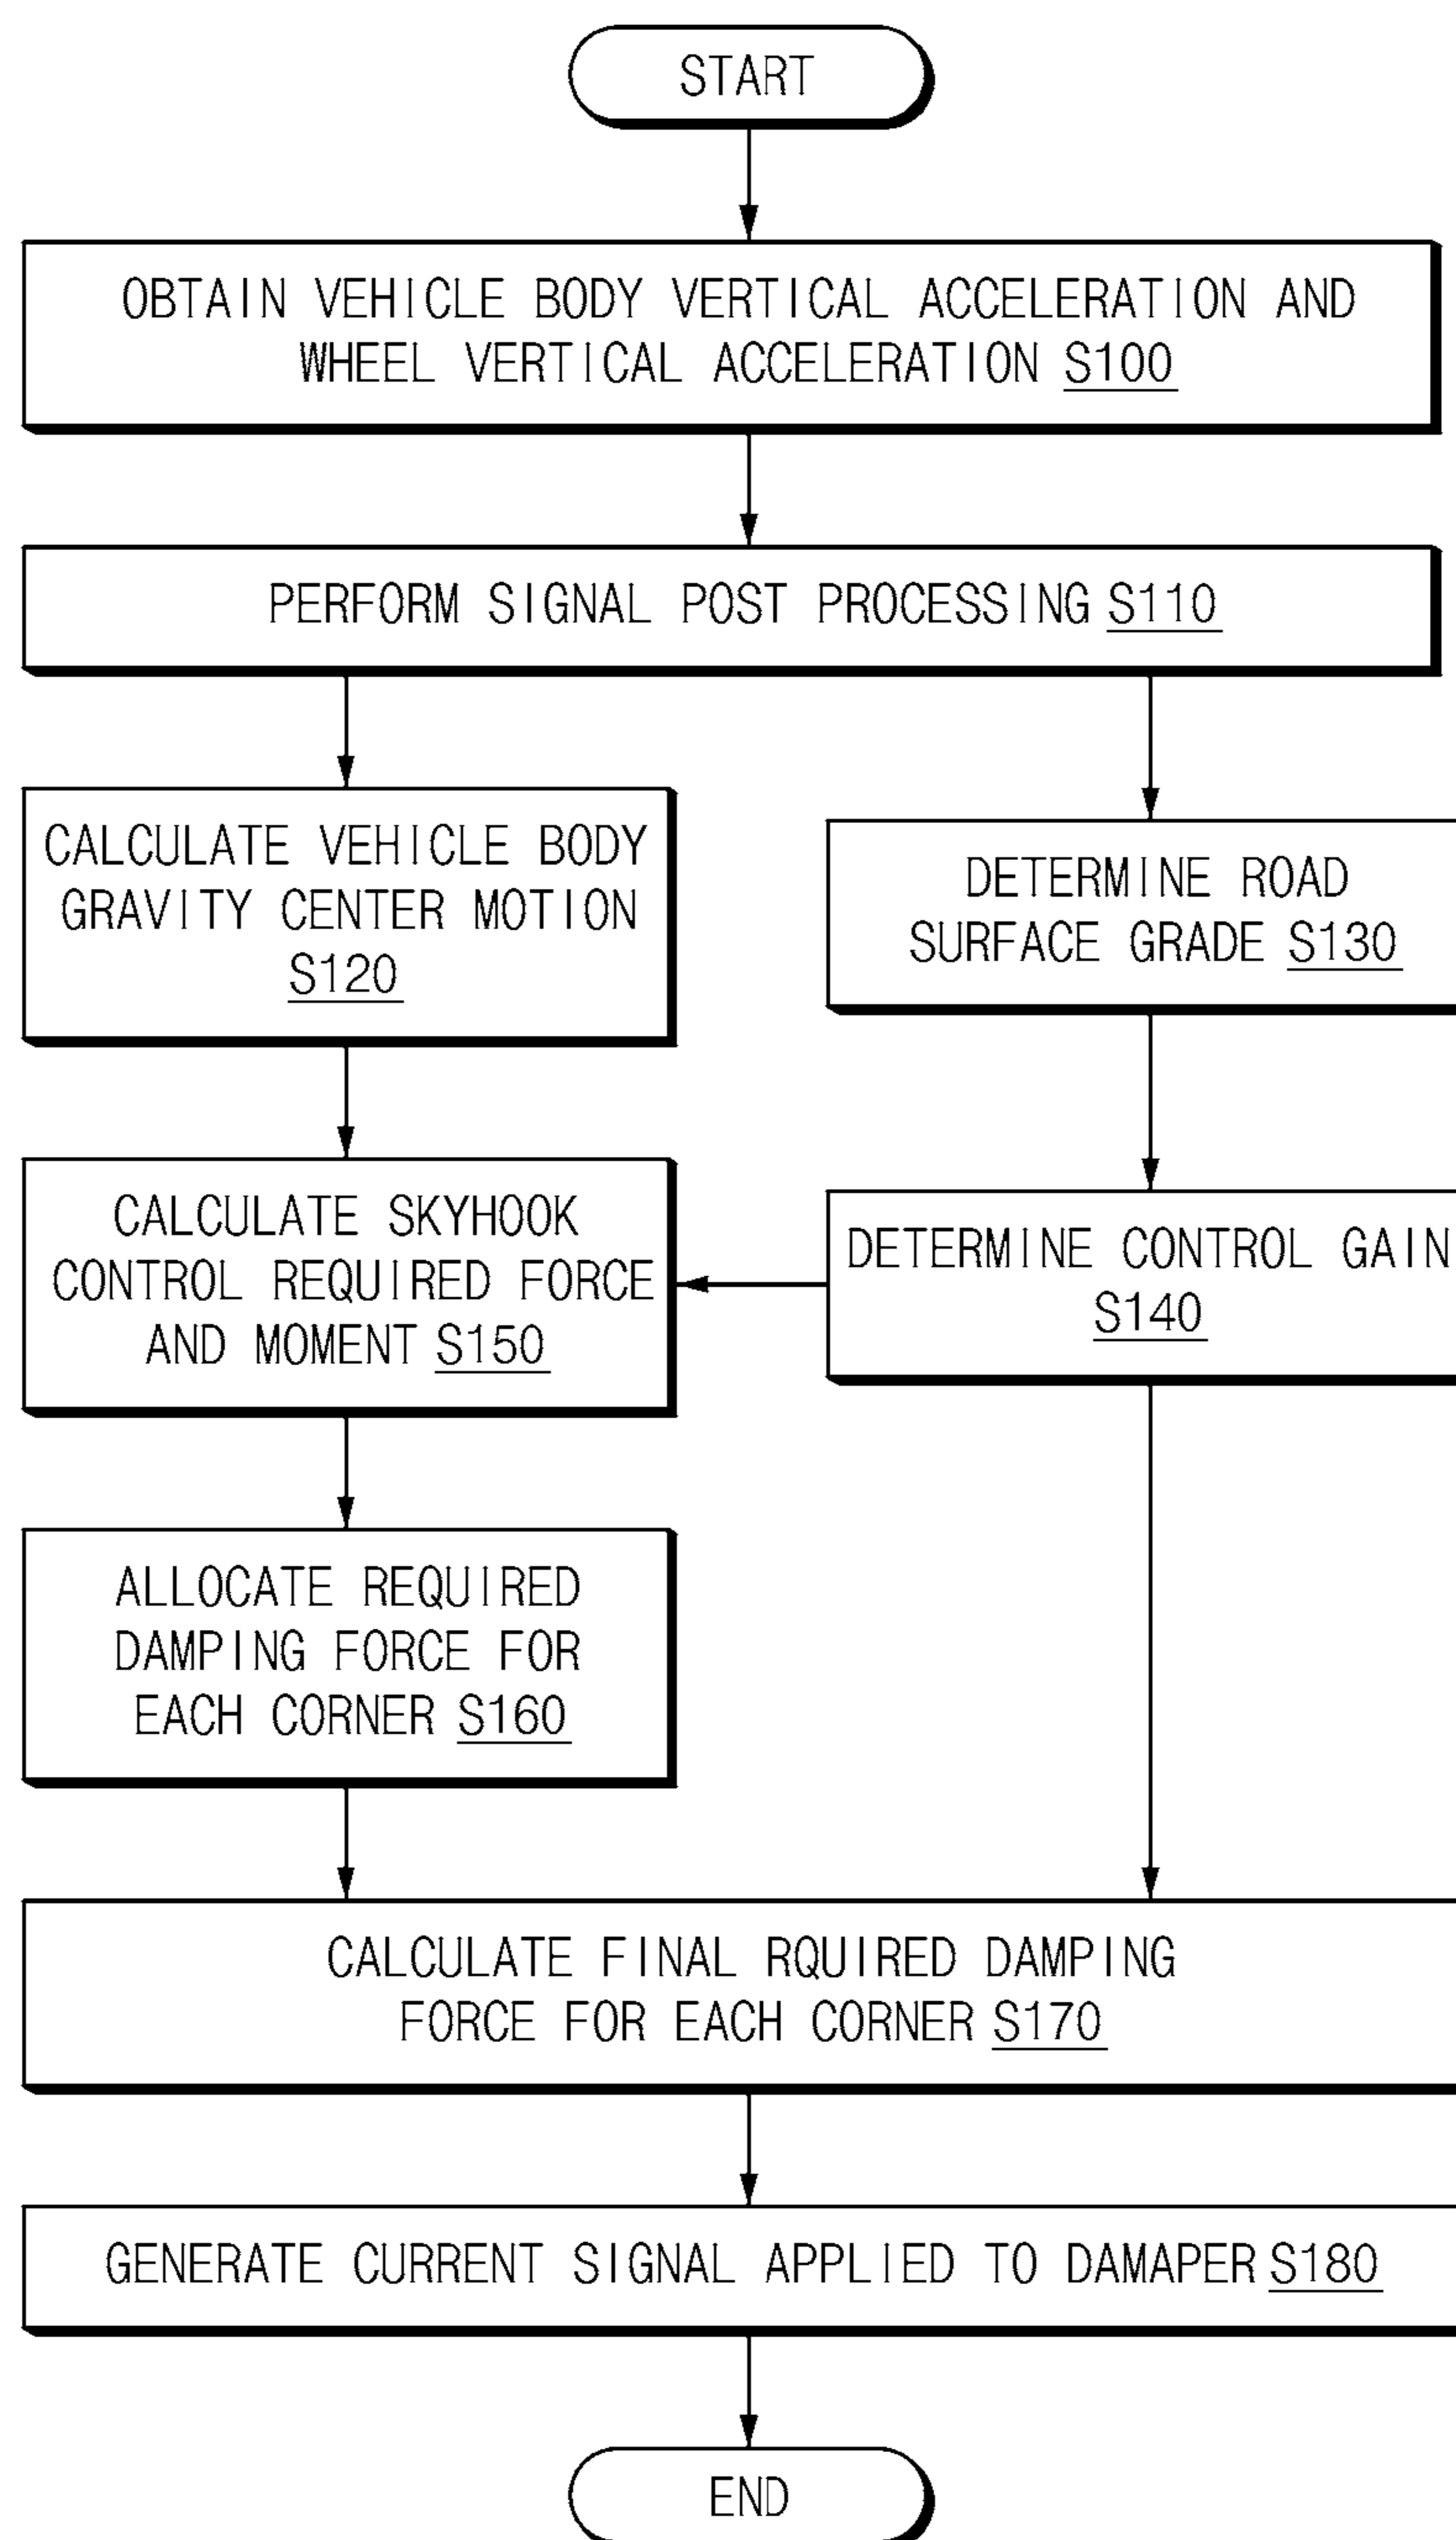 START
OBTAIN VEHICLE BODY VERTICAL ACCELERATION AND
WHEEL VERTICAL ACCELERATION S100
PERFORM SIGNAL POST PROCESSING S110
CALCULATE VEHICLE BODY
GRAVITY CENTER MOTION
S120
DETERMINE ROAD
SURFACE GRADE S130
CALCULATE SKYHOOK
CONTROL REQUIRED FORCE
AND MOMENT S150
DETERMINE CONTROL GAIN
S140
ALLOCATE REQUIRED
DAMPING FORCE FOR
EACH CORNER S160
CALCULATE FINAL RQUIRED DAMPING
FORCE FOR EACH CORNER S170
GENERATE CURRENT SIGNAL APPLIED TO DAMAPER S180
END